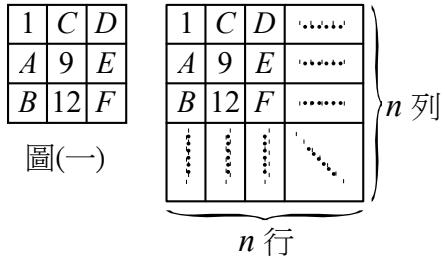 1 C D
A 9 E
B 12 F
圖(一)
1 C D ......
A 9 E ......
B 12 F ......
n 列
n 行